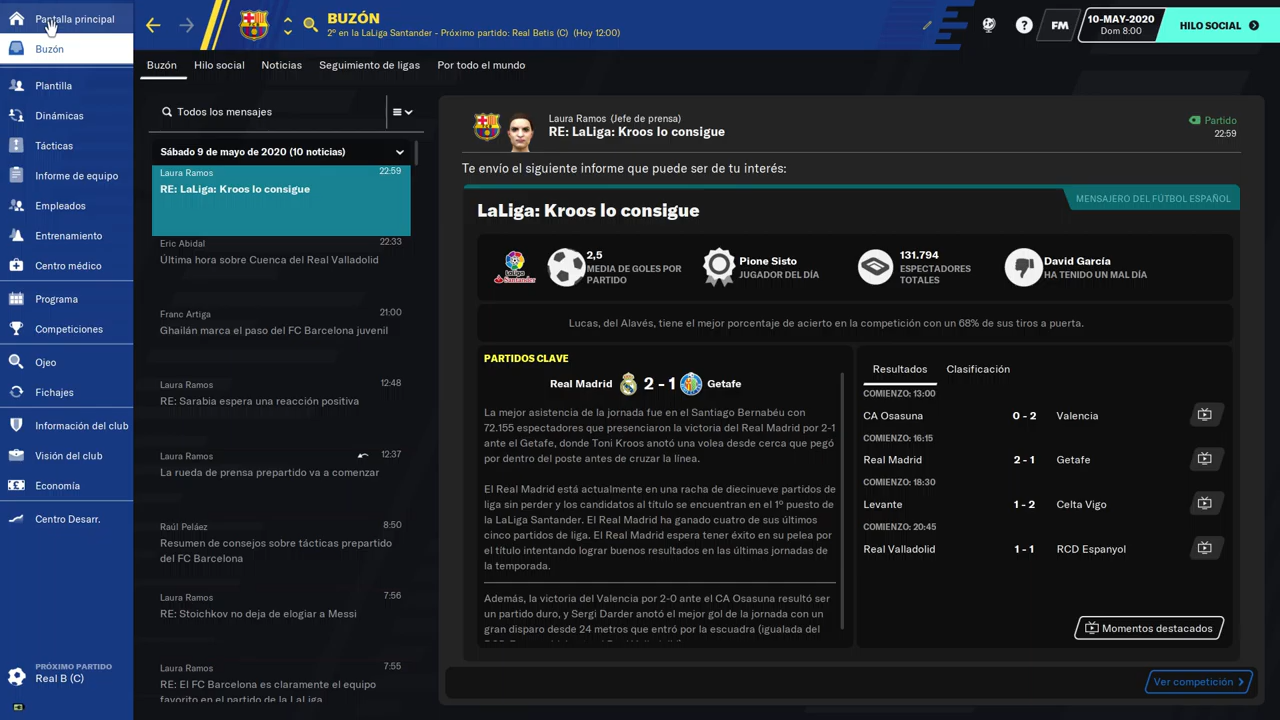 Pantalla principal
Buzón
Plantilla
Dinámicas
Tácticas
Informe de equipo
Empleados
Entrenamiento
Centro médico
Programa
Competiciones
Ojeo
Fichajes
Información del club
Visión del club
Economía
Centro Desarr.
PRÓXIMO PARTIDO
Real B (C)
BUZÓN
2º en la LaLiga Santander - Próximo partido: Real Betis (C) (Hoy 12:00)
FM
10-MAY-2020
Dom 8:00
HILO SOCIAL
Buzón
Hilo social
Noticias
Seguimiento de ligas
Por todo el mundo
Todos los mensajes
Sábado 9 de mayo de 2020 (10 noticias)
Laura Ramos 22:59
RE: LaLiga: Kroos lo consigue
Eric Abidal 22:33
Última hora sobre Cuenca del Real Valladolid
Franc Artiga 21:00
Ghailán marca el paso del FC Barcelona juvenil
Laura Ramos 12:48
RE: Sarabia espera una reacción positiva
Laura Ramos 12:37
La rueda de prensa prepartido va a comenzar
Raúl Peláez 8:50
Resumen de consejos sobre tácticas prepartido
del FC Barcelona
Laura Ramos 7:56
RE: Stoichkov no deja de elogiar a Messi
Laura Ramos 7:55
RE: El FC Barcelona es claramente el equipo
favorito en el partido de la LaLiga
Laura Ramos (Jefe de prensa)
RE: LaLiga: Kroos lo consigue
Partido
22:59
Te envío el siguiente informe que puede ser de tu interés:
MENSAJERO DEL FÚTBOL ESPAÑOL
LaLiga: Kroos lo consigue
LaLiga
Santander
2,5
MEDIA DE GOLES POR
PARTIDO
Pione Sisto
JUGADOR DEL DÍA
131.794
ESPECTADORES
TOTALES
David García
HA TENIDO UN MAL DÍA
Lucas, del Alavés, tiene el mejor porcentaje de acierto en la competición con un 68% de sus tiros a puerta.
PARTIDOS CLAVE
Real Madrid 2 - 1 Getafe
La mejor asistencia de la jornada fue en el Santiago Bernabéu con
72.155 espectadores que presenciaron la victoria del Real Madrid por 2-1
ante el Getafe, donde Toni Kroos anotó una volea desde cerca que pegó
por dentro del poste antes de cruzar la línea.
El Real Madrid está actualmente en una racha de diecinueve partidos de
liga sin perder y los candidatos al título se encuentran en el 1º puesto de
la LaLiga Santander. El Real Madrid ha ganado cuatro de sus últimos
cinco partidos de liga. El Real Madrid espera tener éxito en su pelea por
el título intentando lograr buenos resultados en las últimas jornadas de
la temporada.
Además, la victoria del Valencia por 2-0 ante el CA Osasuna resultó ser
un partido duro, y Sergi Darder anotó el mejor gol de la jornada con un
gran disparo desde 24 metros que entró por la escuadra (igualada del
Resultados
Clasificación
COMIENZO: 13:00
CA Osasuna 0 - 2 Valencia
COMIENZO: 16:15
Real Madrid 2 - 1 Getafe
COMIENZO: 18:30
Levante 1 - 2 Celta Vigo
COMIENZO: 20:45
Real Valladolid 1 - 1 RCD Espanyol
Momentos destacados
Ver competición